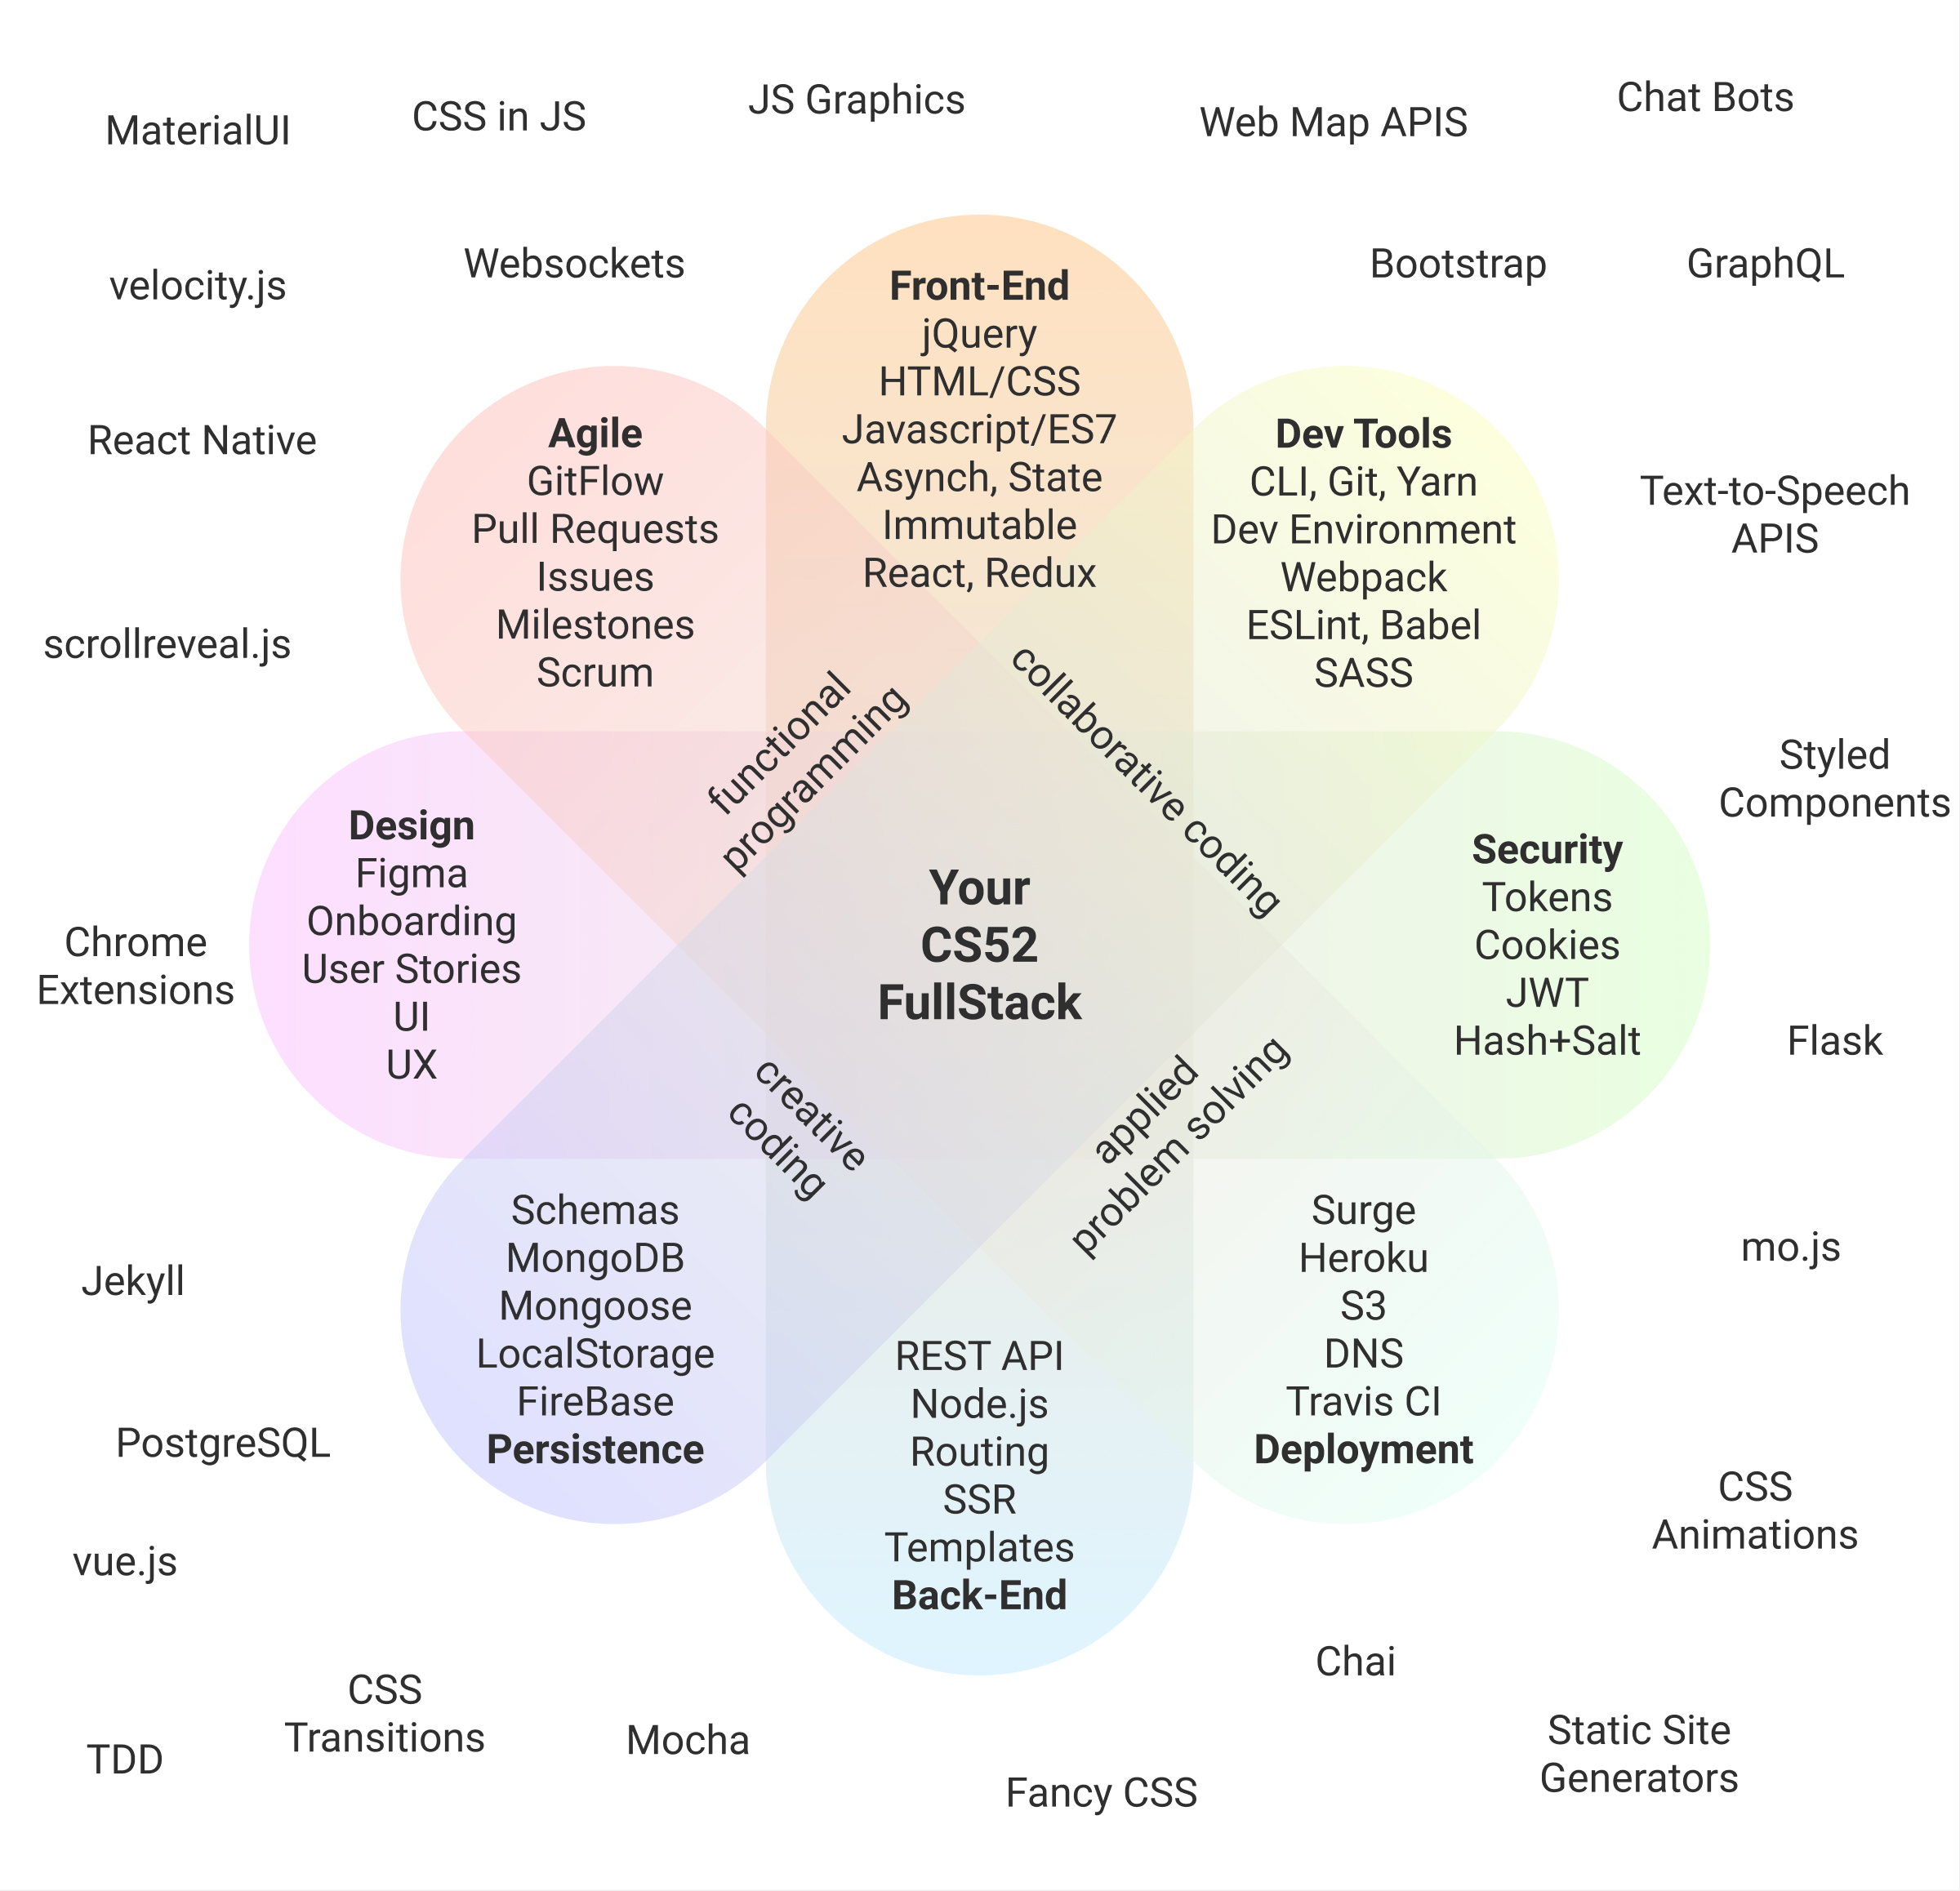 MaterialUI
CSS in JS
JS Graphics
Web Map APIS
Chat Bots
velocity.js
Websockets
Bootstrap
GraphQL
React Native
Text-to-Speech
APIS
scrollreveal.js
Styled
Components
Chrome
Extensions
Flask
Jekyll
mo.js
PostgreSQL
CSS
Animations
vue.js
Chai
CSS
Transitions
TDD
Mocha
Fancy CSS
Static Site
Generators
Front-End
jQuery
HTML/CSS
Javascript/ES7
Asynch, State
Immutable
React, Redux
Agile
GitFlow
Pull Requests
Issues
Milestones
Scrum
Dev Tools
CLI, Git, Yarn
Dev Environment
Webpack
ESLint, Babel
SASS
functional
programming
collaborative coding
Design
Figma
Onboarding
User Stories
UI
UX
Your
CS52
FullStack
Security
Tokens
Cookies
JWT
Hash+Salt
creative
coding
applied
problem solving
Schemas
MongoDB
Mongoose
LocalStorage
FireBase
Persistence
REST API
Node.js
Routing
SSR
Templates
Back-End
Surge
Heroku
S3
DNS
Travis CI
Deployment